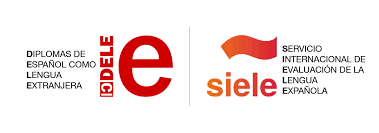 DIPLOMAS DE
ESPAÑOL COMO
LENGUA
EXTRANJERA
DELE
e
siele
SERVICIO
INTERNACIONAL DE
EVALUACIÓN DE LA
LENGUA
ESPAÑOLA